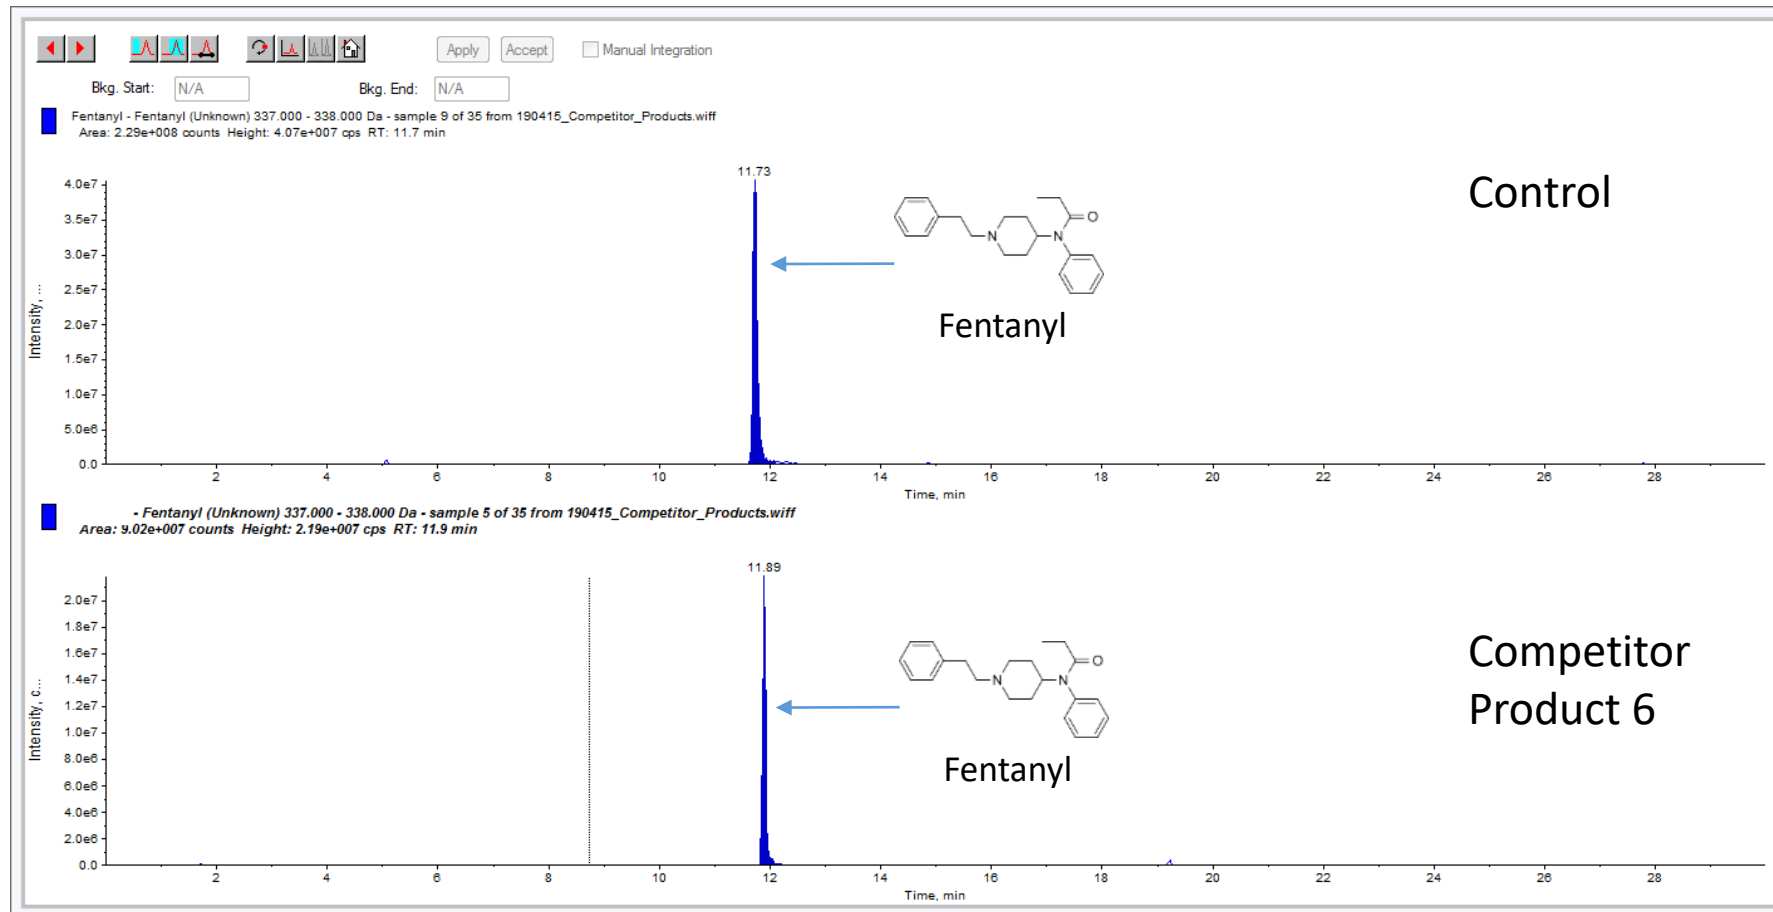 Apply Accept Manual Integration
Bkg. Start: N/A Bkg. End: N/A
Fentanyl - Fentanyl (Unknown) 337.000 - 338.000 Da - sample 9 of 35 from 190415_Competitor_Products.wiff
Area: 2.29e+008 counts Height: 4.07e+007 cps RT: 11.7 min
Control
11.73
4.0e7
3.5e7
3.0e7
2.5e7
2.0e7
1.5e7
1.0e7
5.0e6
0.0
Intensity, ...
O
N
N
Fentanyl
2 4 6 8 10 12 14 16 18 20 22 24 26 28
Time, min
- Fentanyl (Unknown) 337.000 - 338.000 Da - sample 5 of 35 from 190415_Competitor_Products.wiff
Area: 9.02e+007 counts Height: 2.19e+007 cps RT: 11.9 min
Competitor
Product 6
11.89
2.0e7
1.8e7
1.6e7
1.4e7
1.2e7
1.0e7
8.0e6
6.0e6
4.0e6
2.0e6
0.0
Intensity, c...
O
N
N
Fentanyl
2 4 6 8 10 12 14 16 18 20 22 24 26 28
Time, min